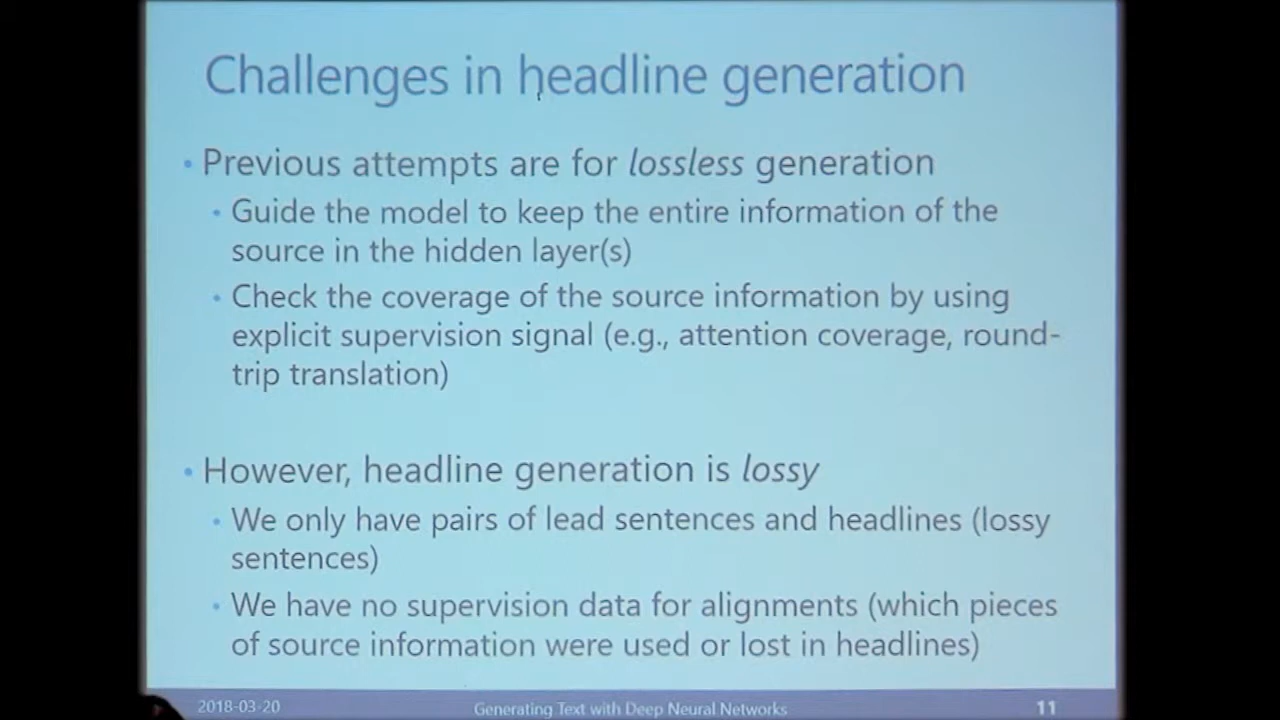 Challenges in headline generation
• Previous attempts are for lossless generation
• Guide the model to keep the entire information of the
source in the hidden layer(s)
• Check the coverage of the source information by using
explicit supervision signal (e.g., attention coverage, round-
trip translation)
• However, headline generation is lossy
• We only have pairs of lead sentences and headlines (lossy
sentences)
• We have no supervision data for alignments (which pieces
of source information were used or lost in headlines)
2018-03-20 Generating Text with Deep Neural Networks 11